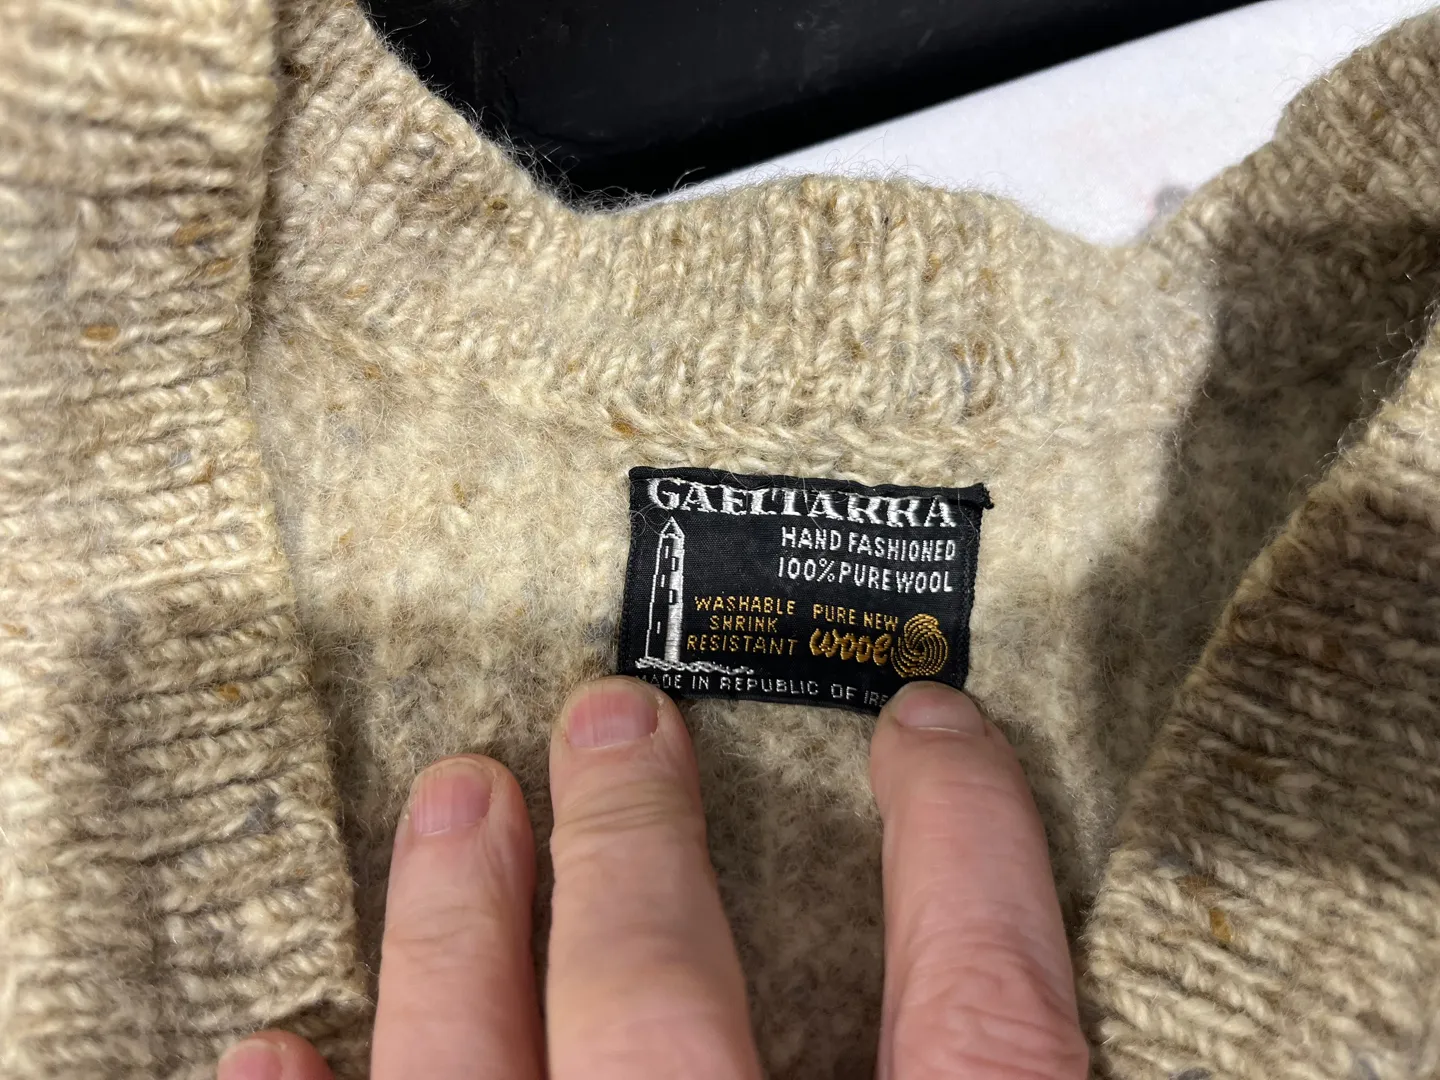 GAELTARRA
HAND FASHIONED
100% PURE WOOL
WASHABLE
SHRINK
RESISTANT
PURE NEW
wool
MADE IN REPUBLIC OF